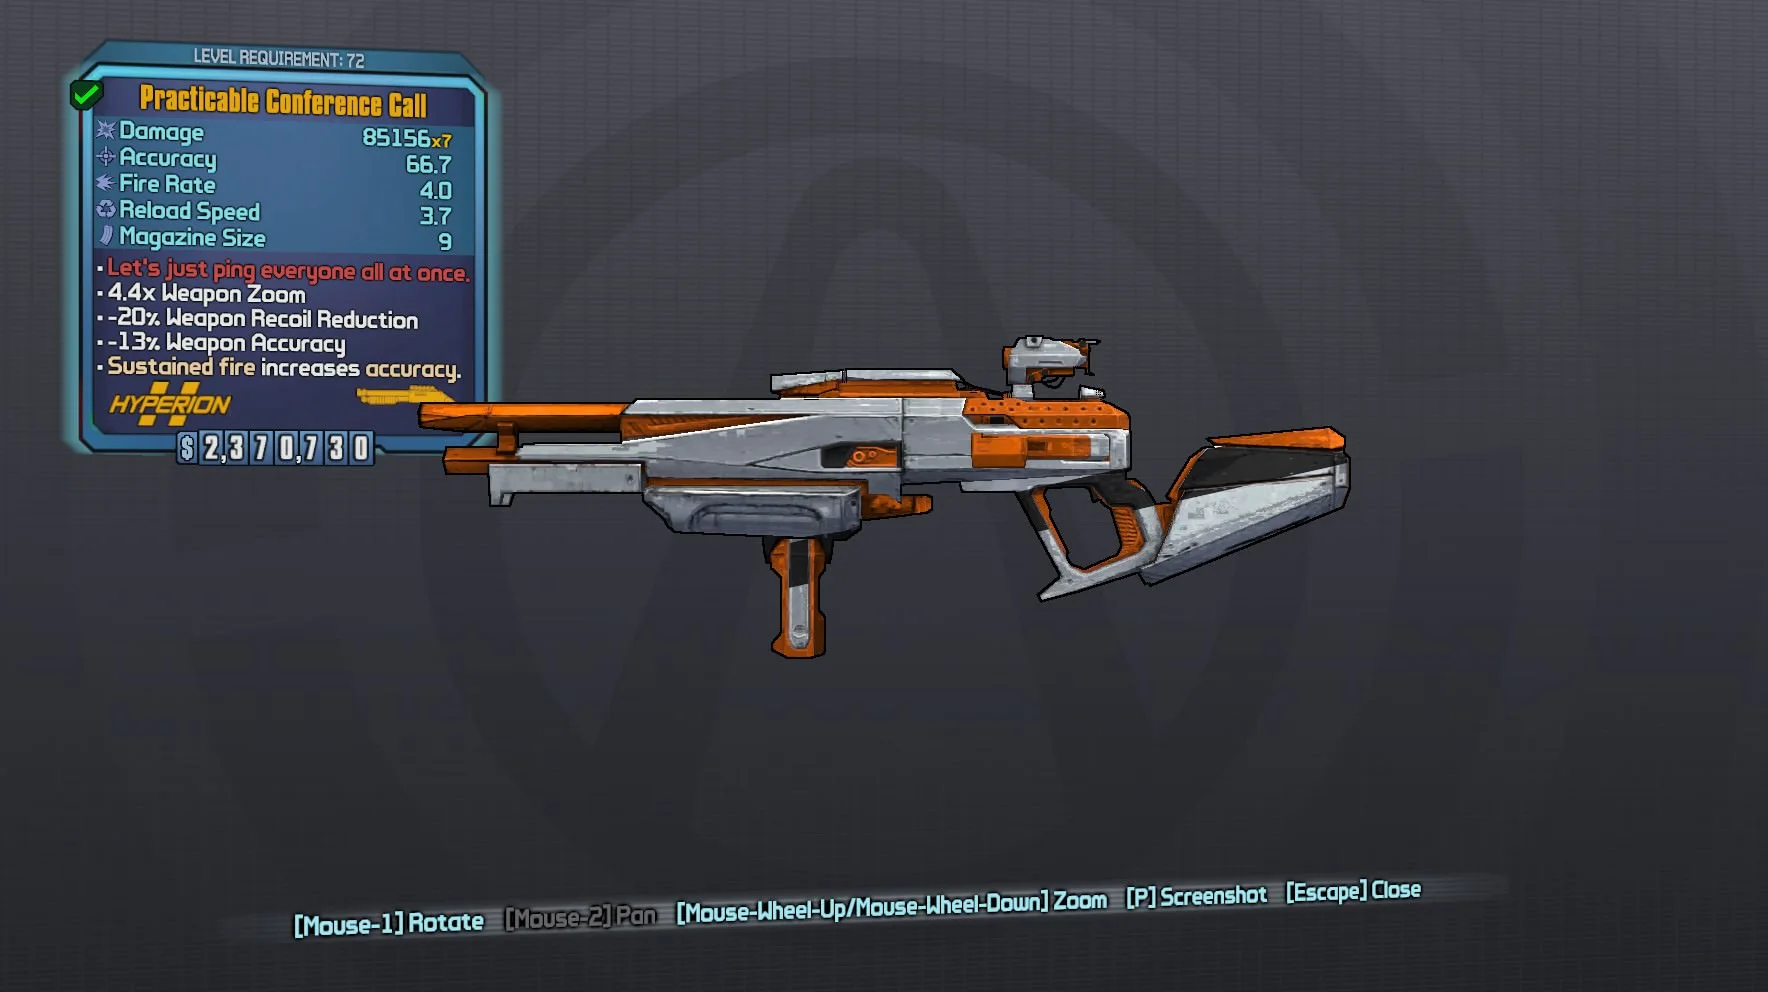 LEVEL REQUIREMENT: 72
Practicable Conference Call
Damage 85156x7
Accuracy 66.7
Fire Rate 4.0
Reload Speed 3.7
Magazine Size 9
• Let's just ping everyone all at once.
• 4.4x Weapon Zoom
• -20% Weapon Recoil Reduction
• -13% Weapon Accuracy
• Sustained fire increases accuracy.
HYPERION
$2,370,730
[Mouse-1] Rotate [Mouse-2] Pan [Mouse-Wheel-Up/Mouse-Wheel-Down] Zoom [P] Screenshot [Escape] Close